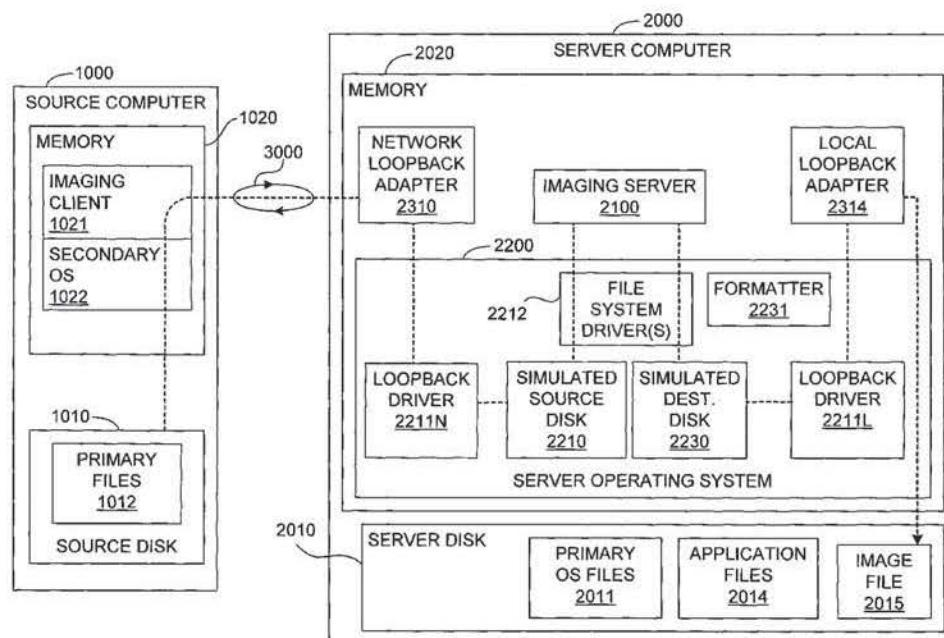 2000
SERVER COMPUTER
2020
MEMORY
1000
SOURCE COMPUTER
1020
MEMORY
IMAGING
CLIENT
1021
SECONDARY
OS
1022
3000
NETWORK
LOOPBACK
ADAPTER
2310
IMAGING SERVER
2100
LOCAL
LOOPBACK
ADAPTER
2314
2200
2212
FILE
SYSTEM
DRIVER(S)
FORMATTER
2231
LOOPBACK
DRIVER
2211N
SIMULATED
SOURCE
DISK
2210
SIMULATED
DEST.
DISK
2230
LOOPBACK
DRIVER
2211L
SERVER OPERATING SYSTEM
1010
PRIMARY
FILES
1012
SOURCE DISK
2010
SERVER DISK
PRIMARY
OS FILES
2011
APPLICATION
FILES
2014
IMAGE
FILE
2015